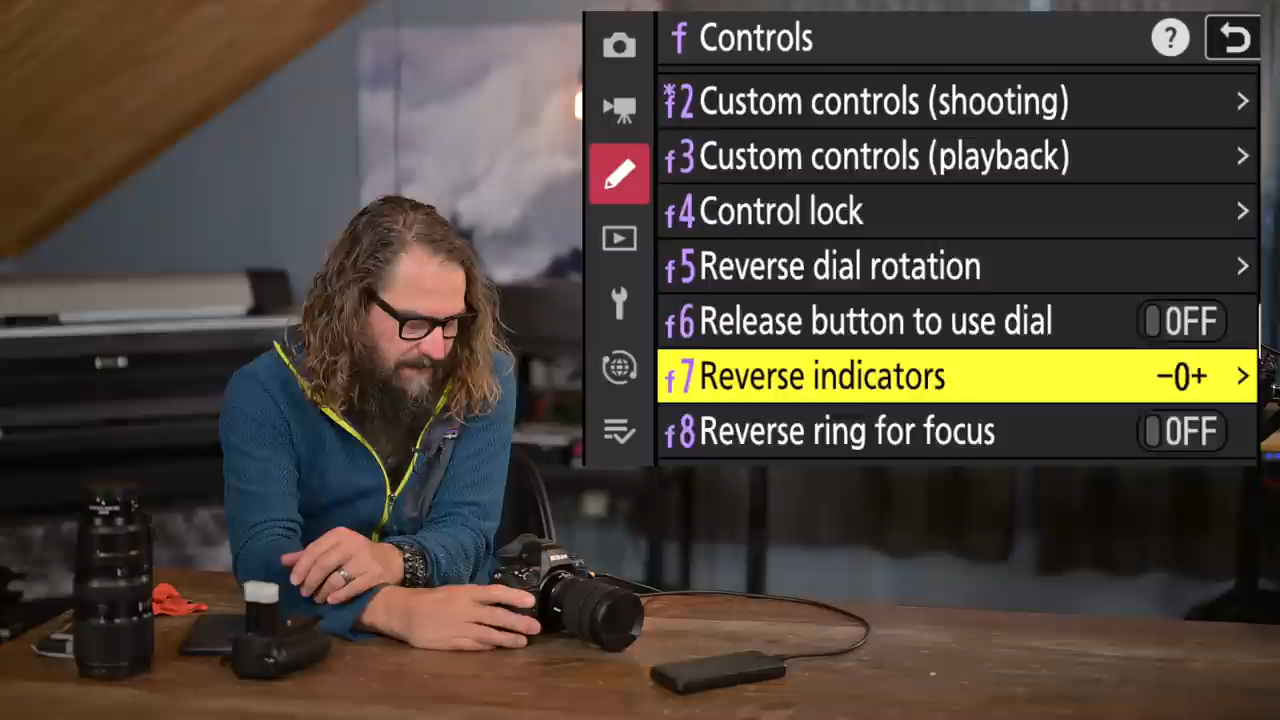 f Controls ?
f2 Custom controls (shooting) >
f3 Custom controls (playback) >
f4 Control lock >
f5 Reverse dial rotation >
f6 Release button to use dial OFF
f7 Reverse indicators −0+ >
f8 Reverse ring for focus OFF
Nikon